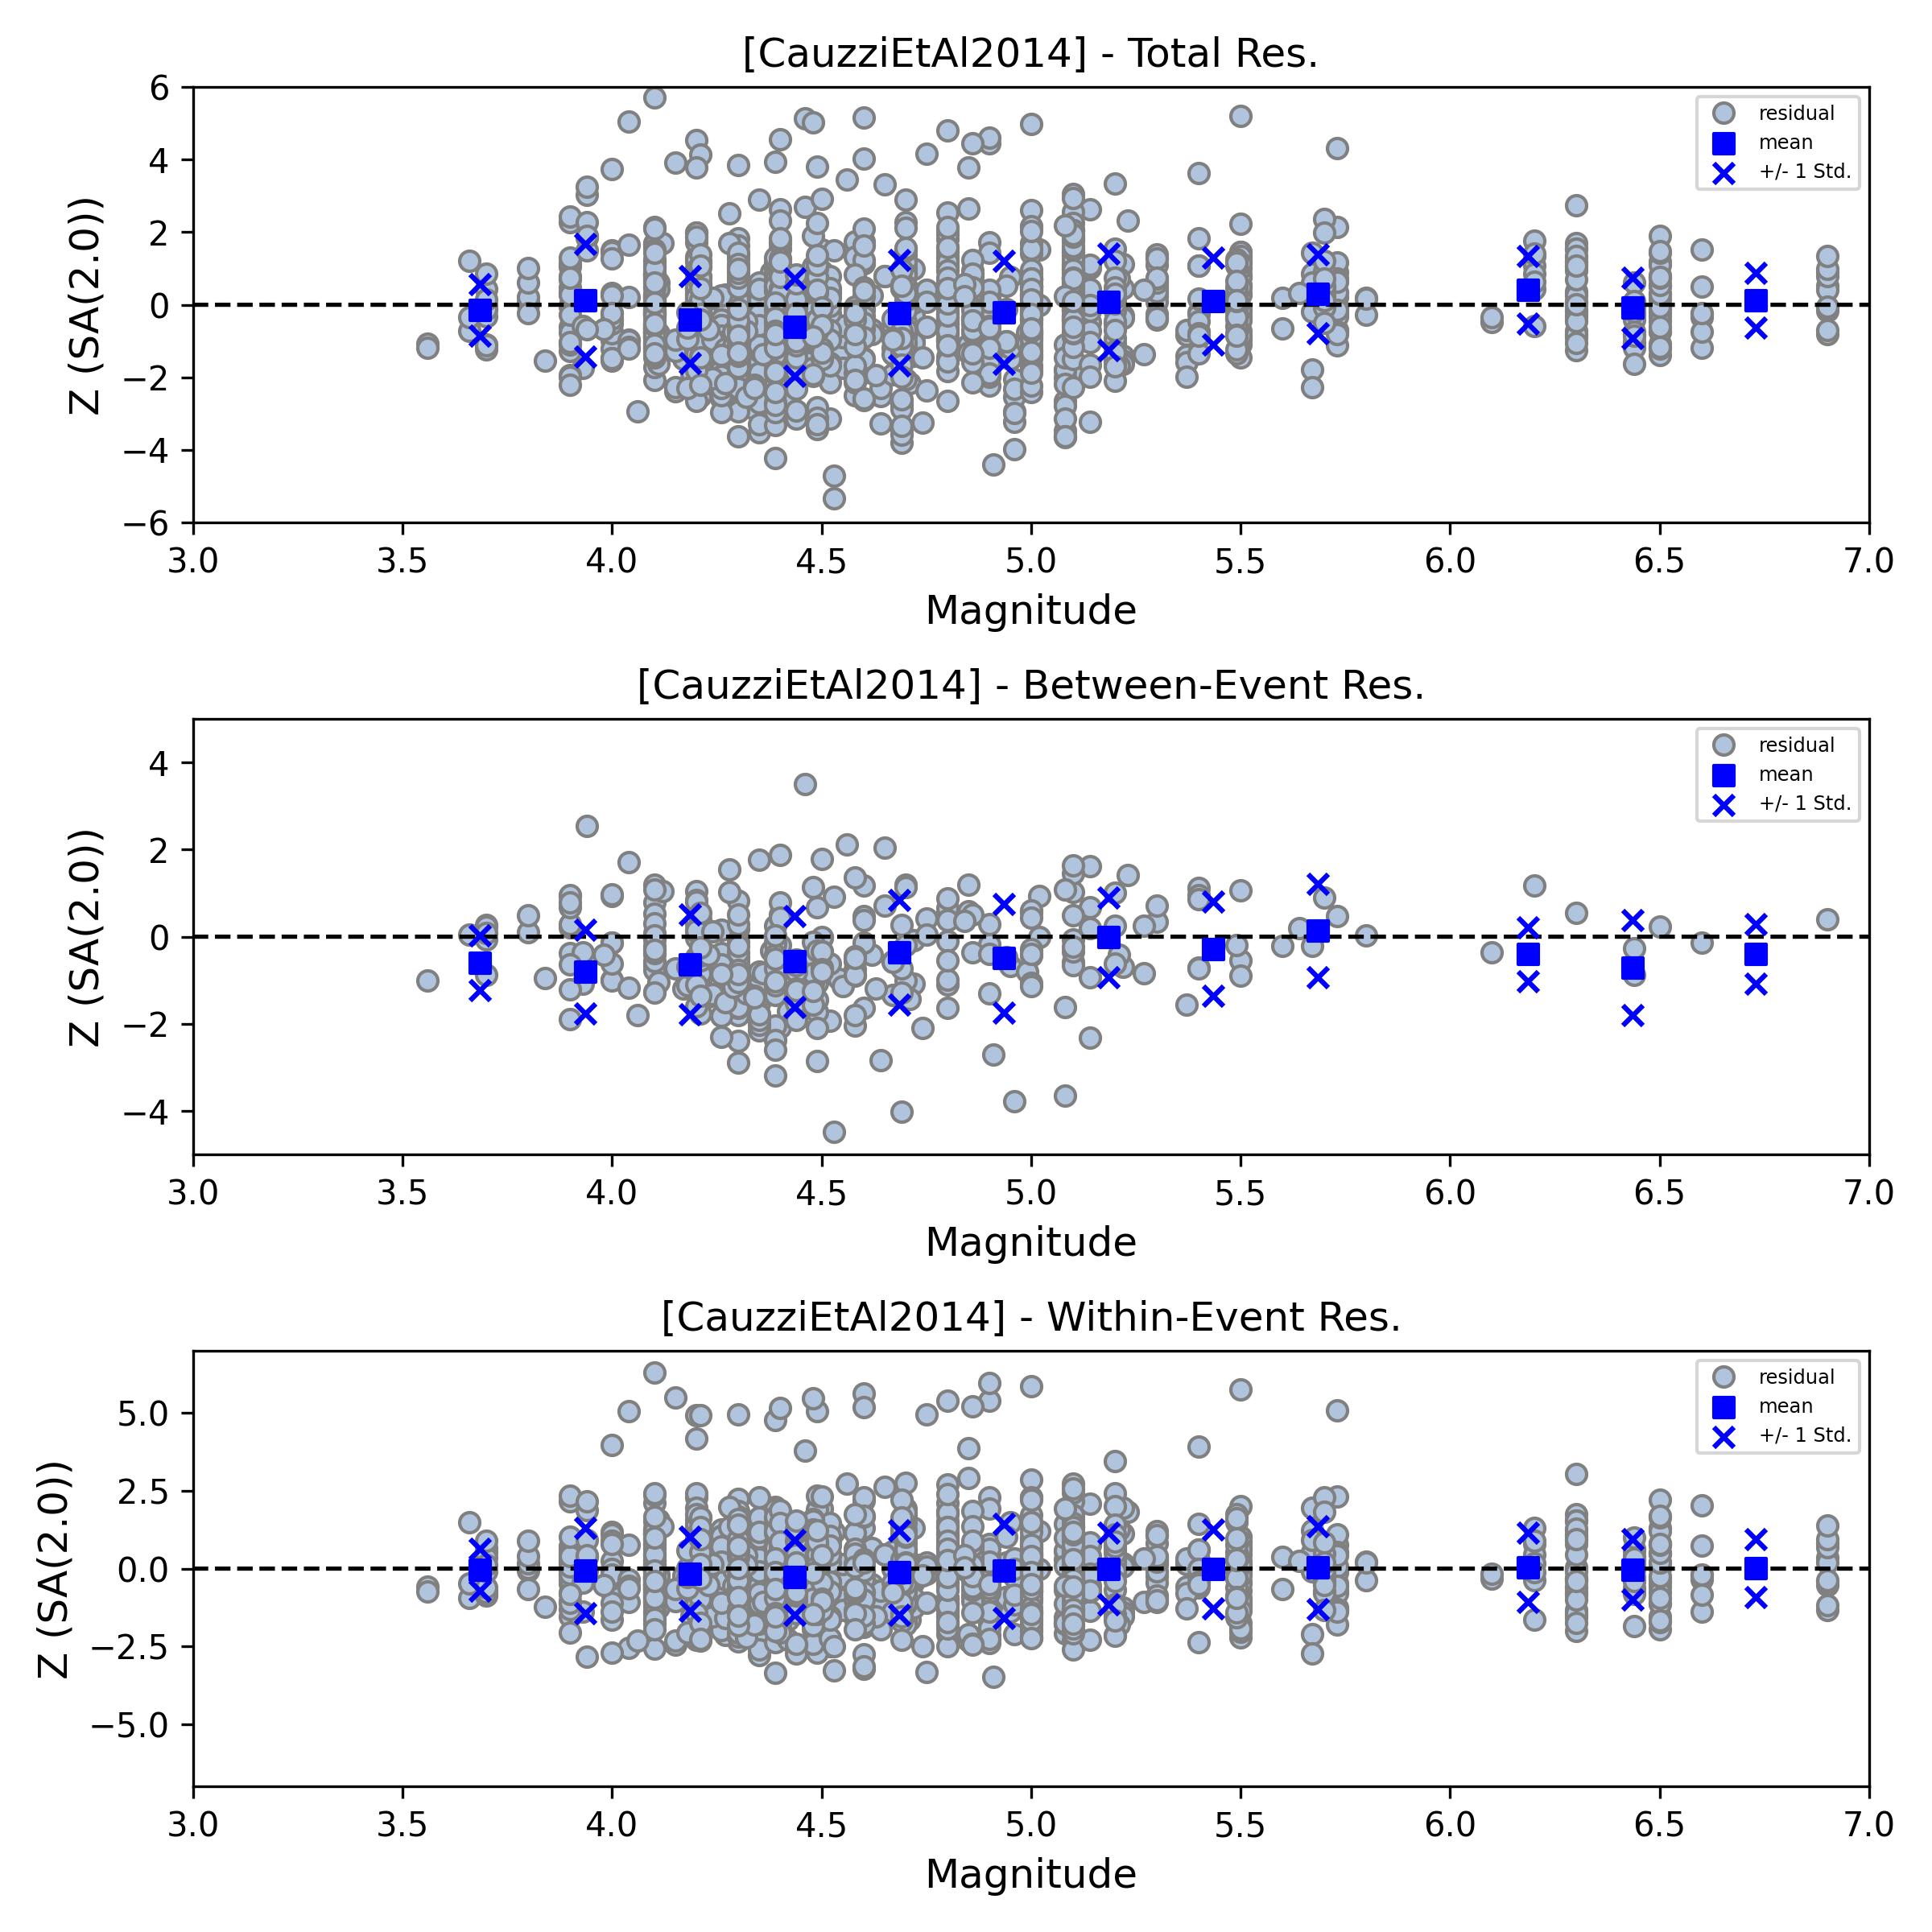 [CauzziEtAl2014] - Total Res.
6
4
2
0
−2
−4
−6
Z (SA(2.0))
residual
mean
+/- 1 Std.
3.0 3.5 4.0 4.5 5.0 5.5 6.0 6.5 7.0
Magnitude
[CauzziEtAl2014] - Between-Event Res.
4
2
0
−2
−4
Z (SA(2.0))
residual
mean
+/- 1 Std.
3.0 3.5 4.0 4.5 5.0 5.5 6.0 6.5 7.0
Magnitude
[CauzziEtAl2014] - Within-Event Res.
5.0
2.5
0.0
−2.5
−5.0
Z (SA(2.0))
residual
mean
+/- 1 Std.
3.0 3.5 4.0 4.5 5.0 5.5 6.0 6.5 7.0
Magnitude